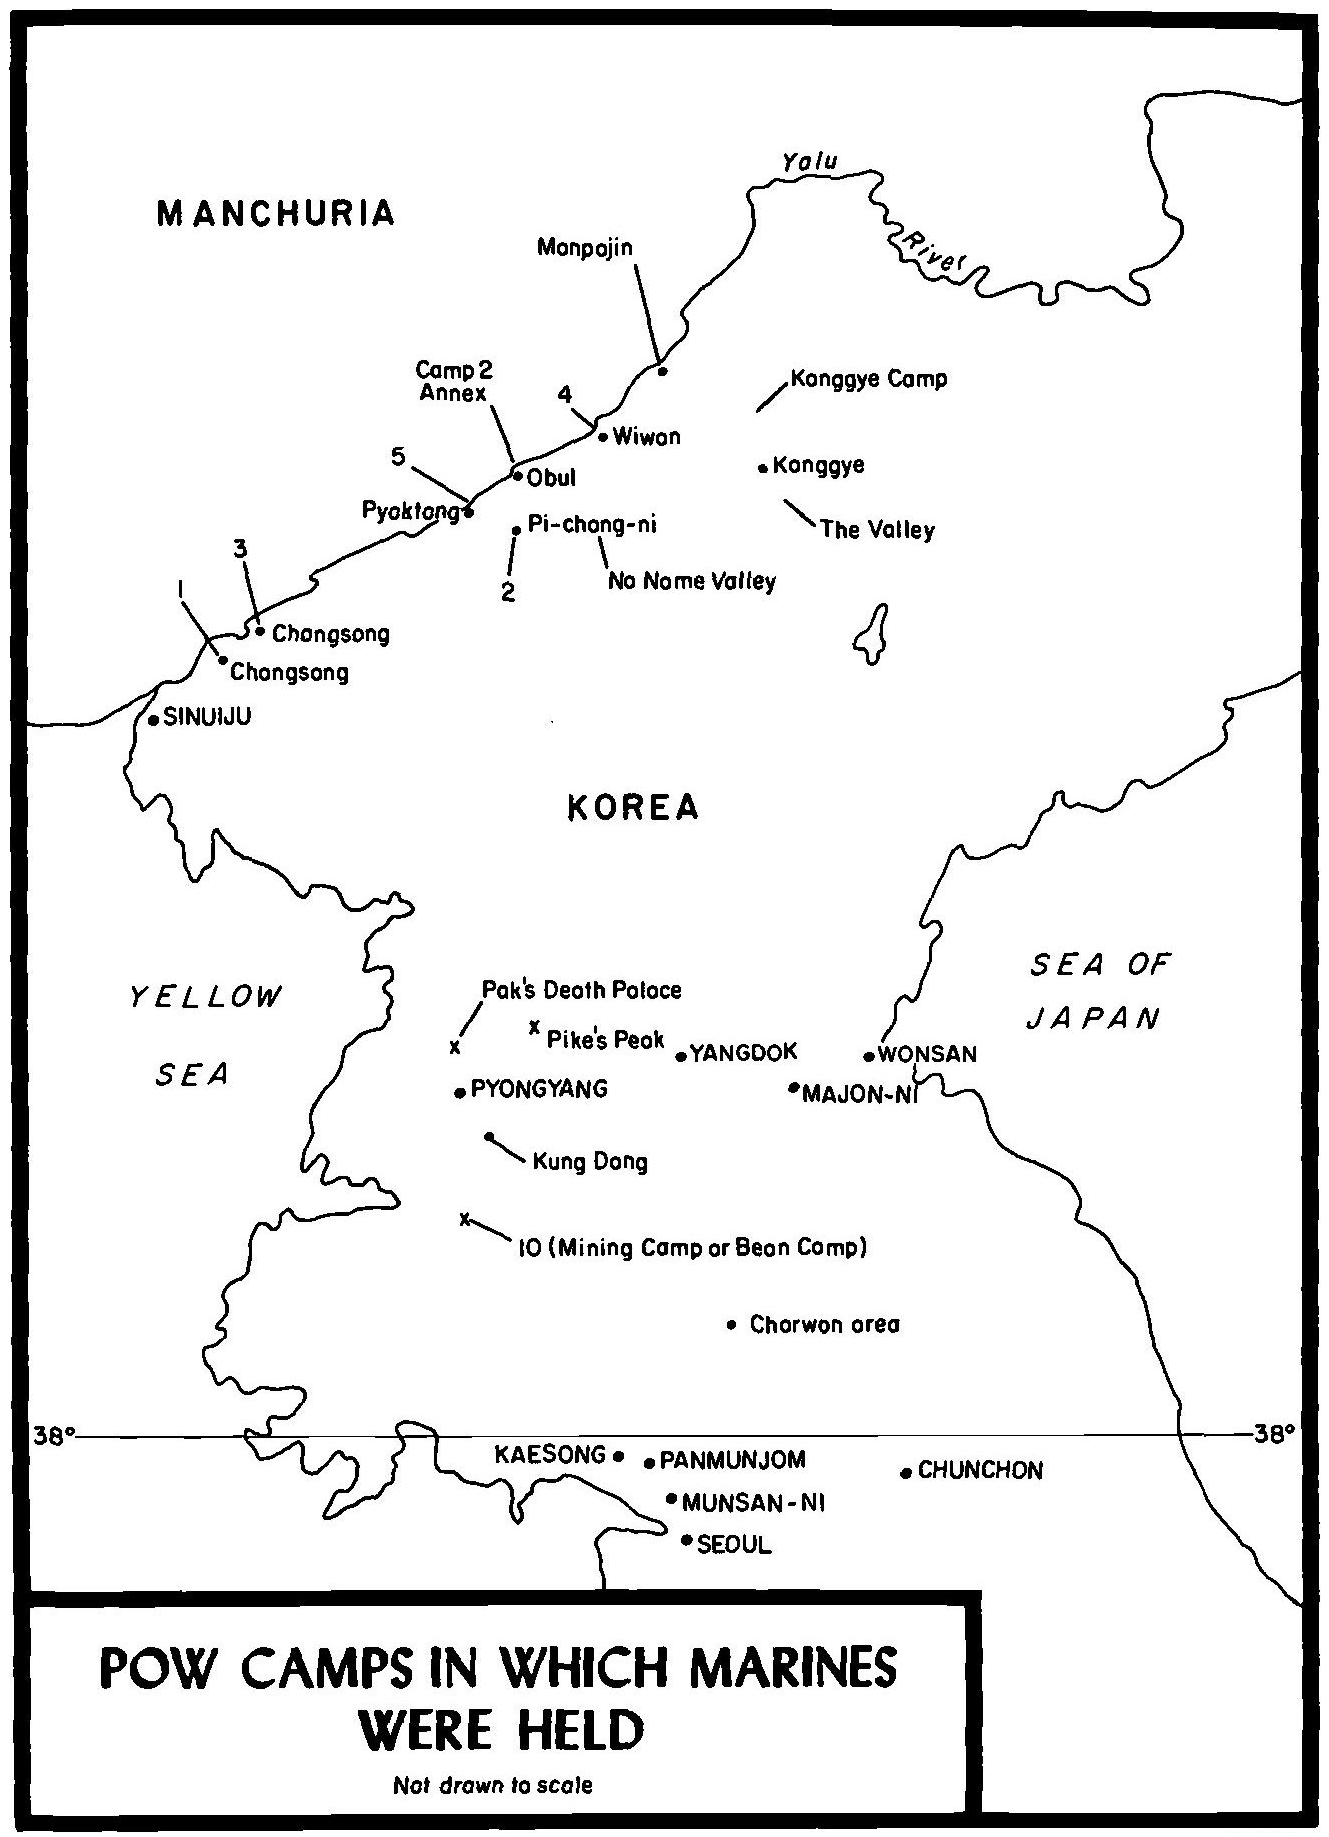 Yalu
River
MANCHURIA
Manpojin
Camp 2
Annex
4
Kanggye Camp
Wiwon
5
Kanggye
Obul
Pyoktong
Pi-chong-ni
The Valley
3
1
2
No Name Valley
Changsong
Chongsong
SINUIJU
KOREA
YELLOW
SEA
SEA OF
JAPAN
Pak's Death Palace
x
x
Pike's Peak
YANGDOK
WONSAN
PYONGYANG
MAJON-NI
Kung Dong
x
10 (Mining Camp or Bean Camp)
Chorwon area
38°
38°
KAESONG
PANMUNJOM
CHUNCHON
MUNSAN-NI
SEOUL
POW CAMPS IN WHICH MARINES
WERE HELD
Not drawn to scale